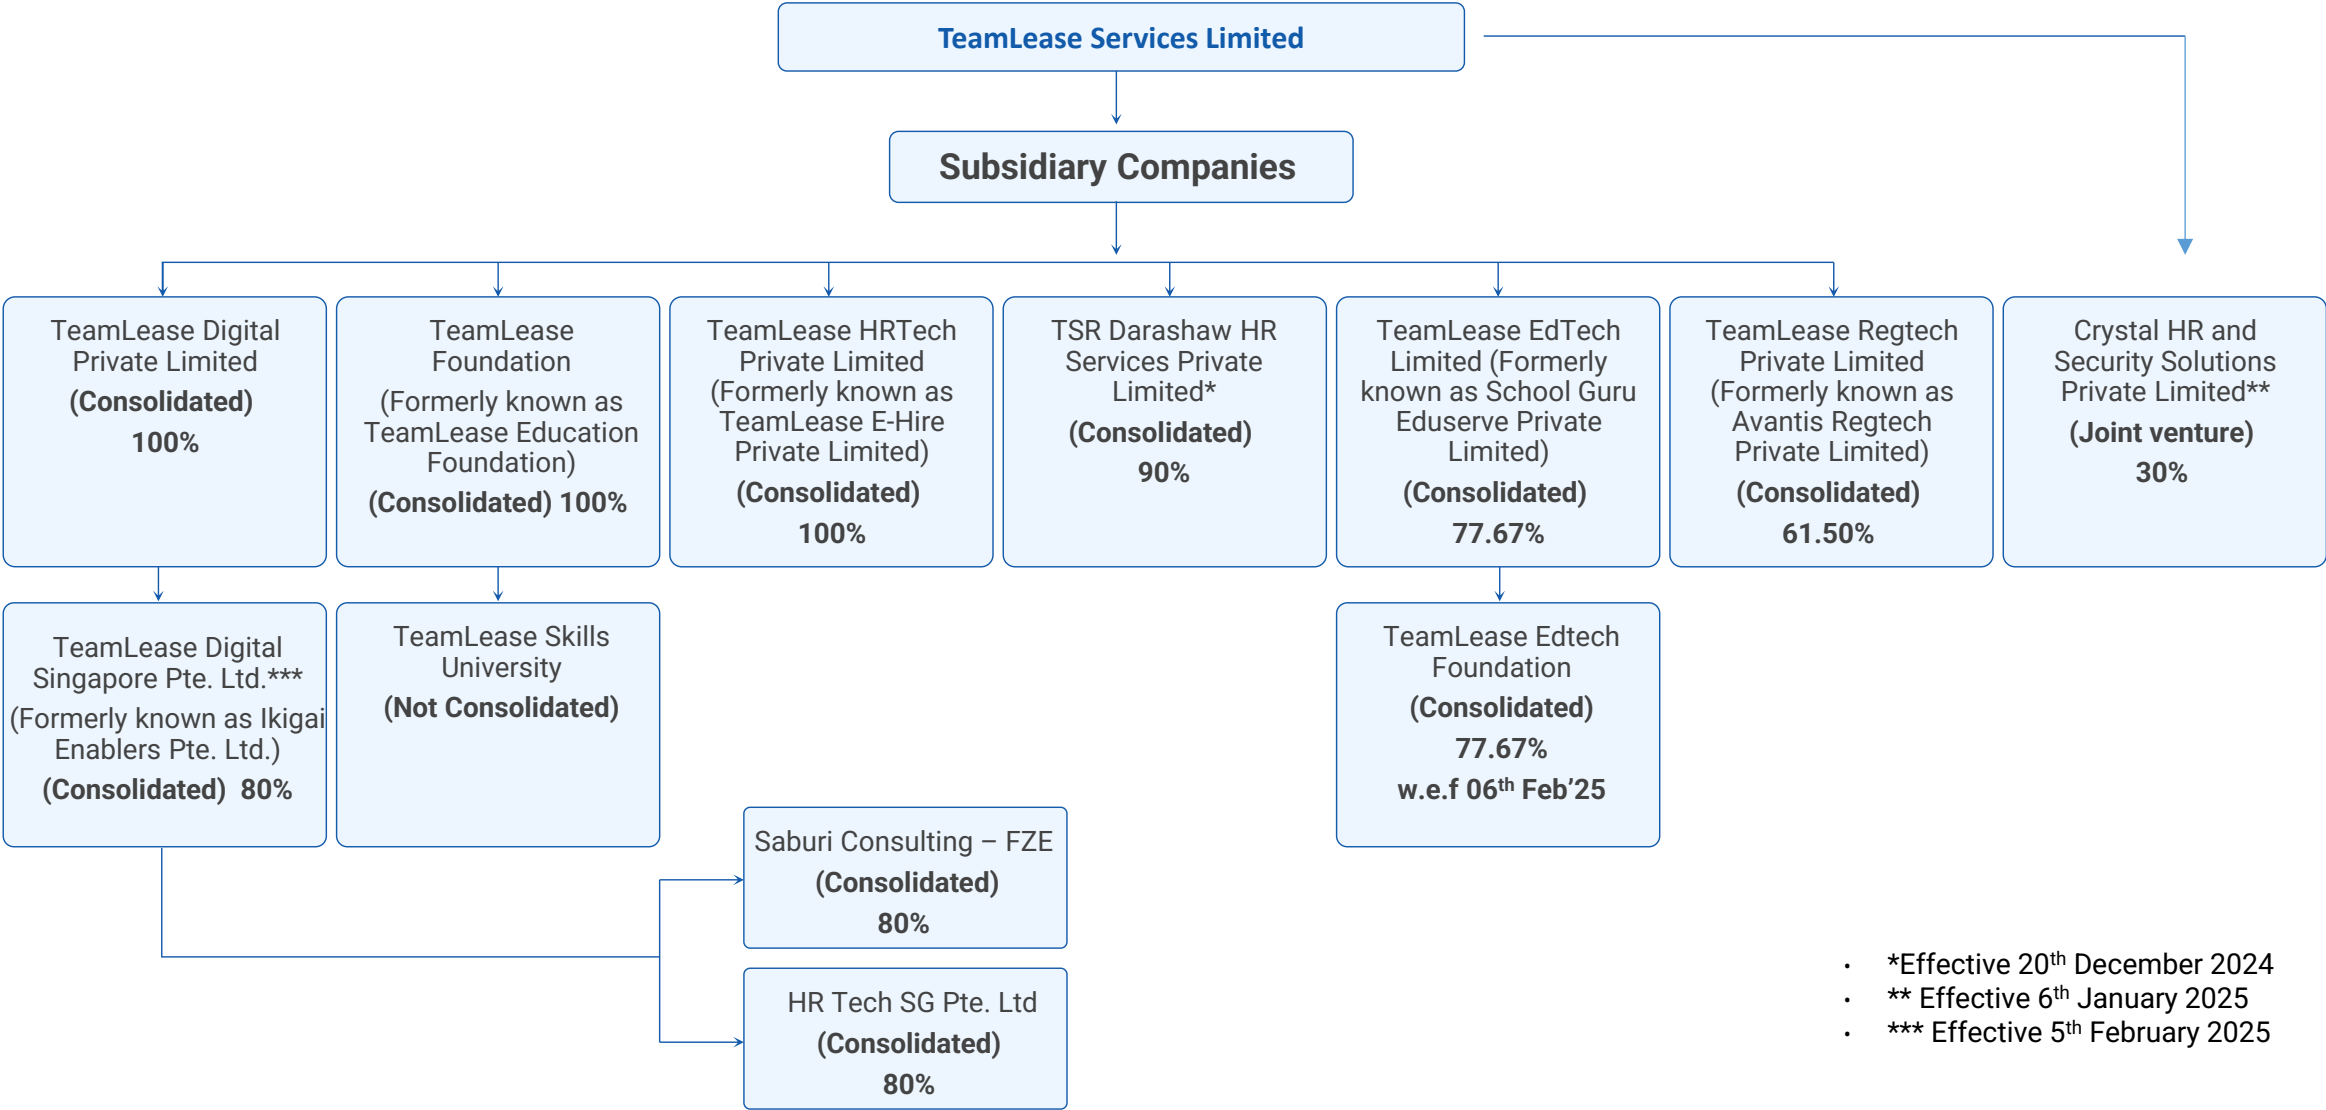 TeamLease Services Limited
Subsidiary Companies
TeamLease Digital
Private Limited
(Consolidated)
100%
TeamLease
Foundation
(Formerly known as
TeamLease Education
Foundation)
(Consolidated) 100%
TeamLease HRTech
Private Limited
(Formerly known as
TeamLease E-Hire
Private Limited)
(Consolidated)
100%
TSR Darashaw HR
Services Private
Limited*
(Consolidated)
90%
TeamLease EdTech
Limited (Formerly
known as School Guru
Eduserve Private
Limited)
(Consolidated)
77.67%
TeamLease Regtech
Private Limited
(Formerly known as
Avantis Regtech
Private Limited)
(Consolidated)
61.50%
Crystal HR and
Security Solutions
Private Limited**
(Joint venture)
30%
TeamLease Digital
Singapore Pte. Ltd.***
(Formerly known as Ikigai
Enablers Pte. Ltd.)
(Consolidated) 80%
TeamLease Skills
University
(Not Consolidated)
TeamLease Edtech
Foundation
(Consolidated)
77.67%
w.e.f 06th Feb’25
Saburi Consulting – FZE
(Consolidated)
80%
HR Tech SG Pte. Ltd
(Consolidated)
80%
• *Effective 20th December 2024
• ** Effective 6th January 2025
• *** Effective 5th February 2025